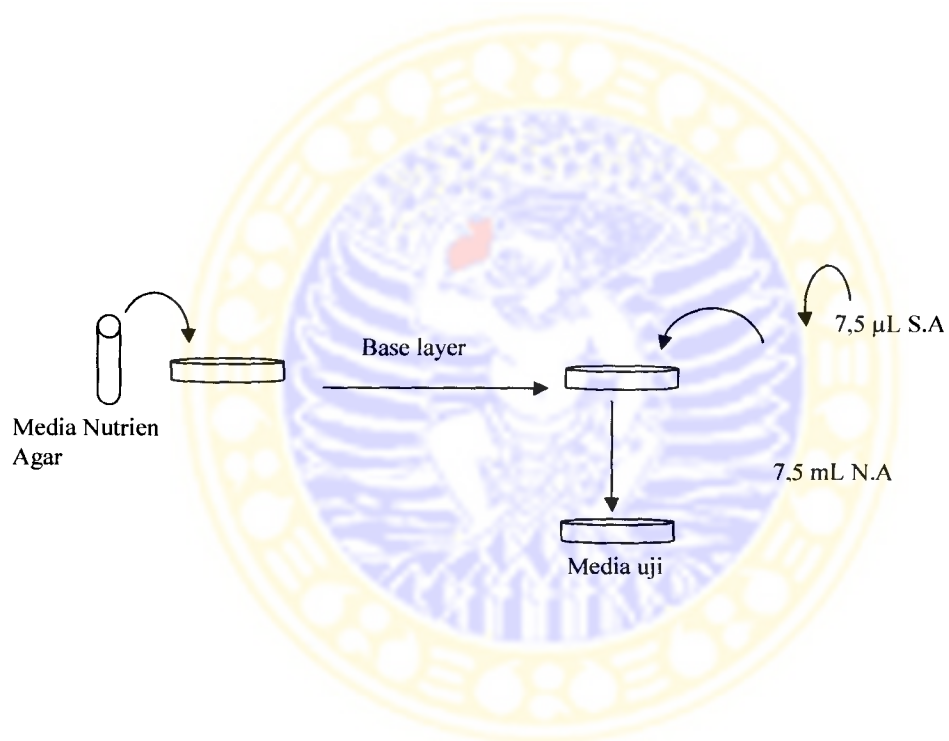 Base layer
7,5 µL S.A
Media Nutrien
Agar
7,5 mL N.A
Media uji